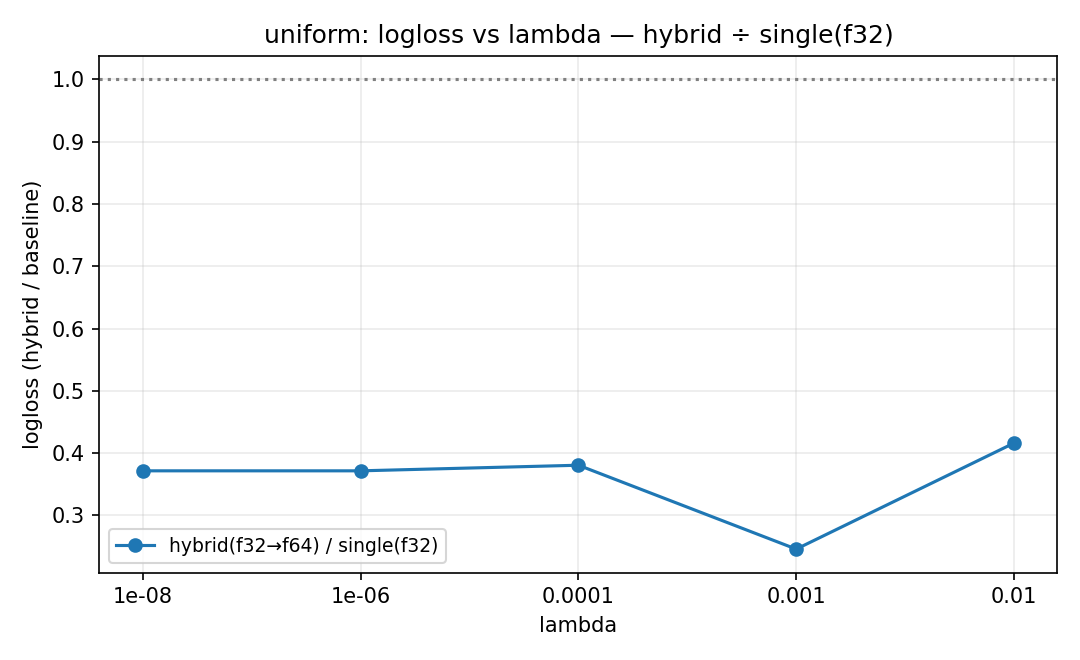 uniform: logloss vs lambda — hybrid ÷ single(f32)
logloss (hybrid / baseline)
1.0
0.9
0.8
0.7
0.6
0.5
0.4
0.3
hybrid(f32→f64) / single(f32)
1e-08 1e-06 0.0001 0.001 0.01
lambda